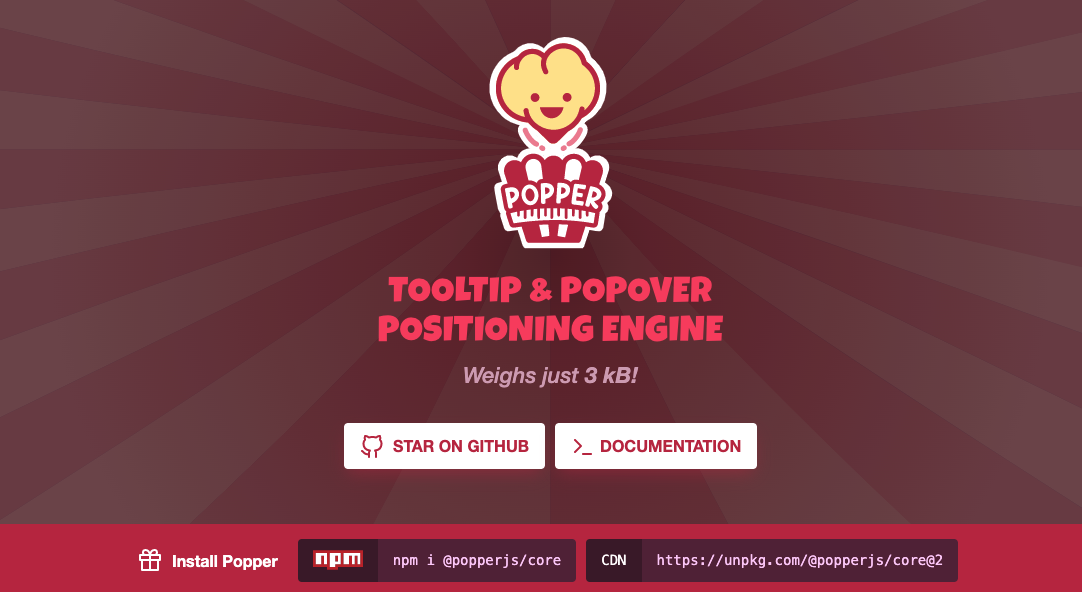 POPPER
TOOLTIP & POPOVER
POSITIONING ENGINE
Weighs just 3 kB!
STAR ON GITHUB
DOCUMENTATION
Install Popper
npm
npm i @popperjs/core
CDN
https://unpkg.com/@popperjs/core@2